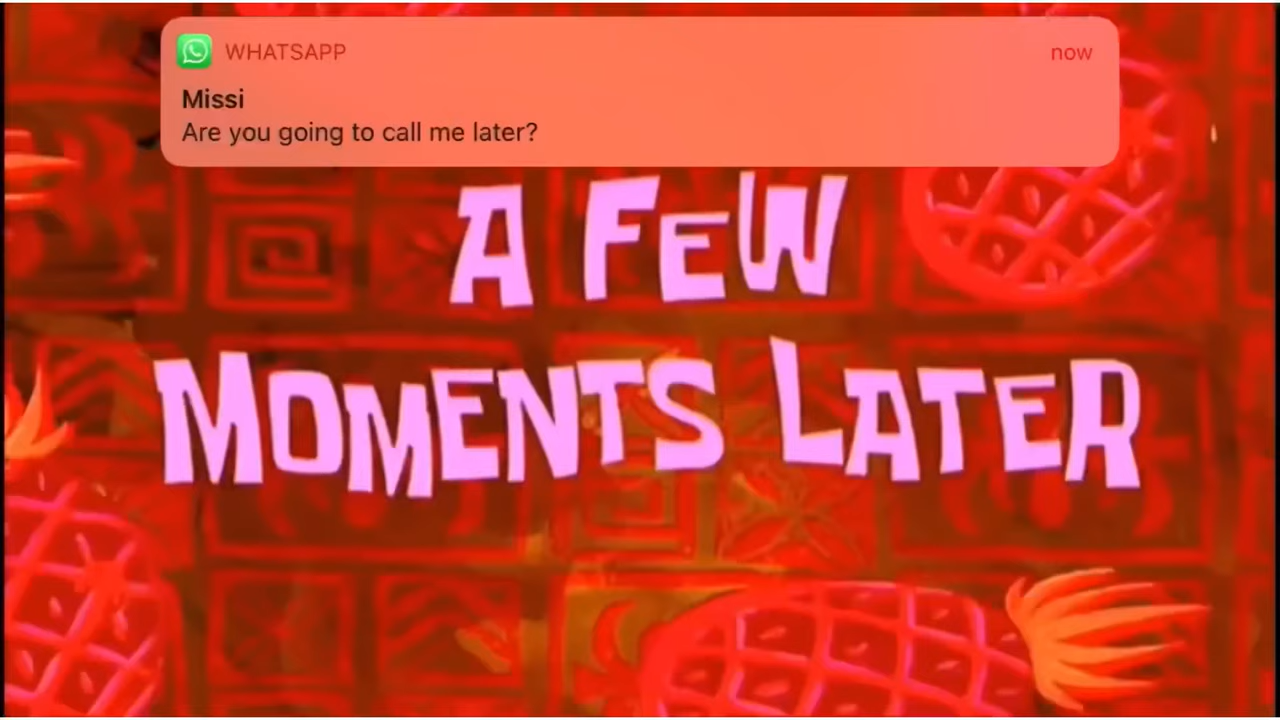 WHATSAPP now
Missi
Are you going to call me later?
A FEW
MOMENTS LATER